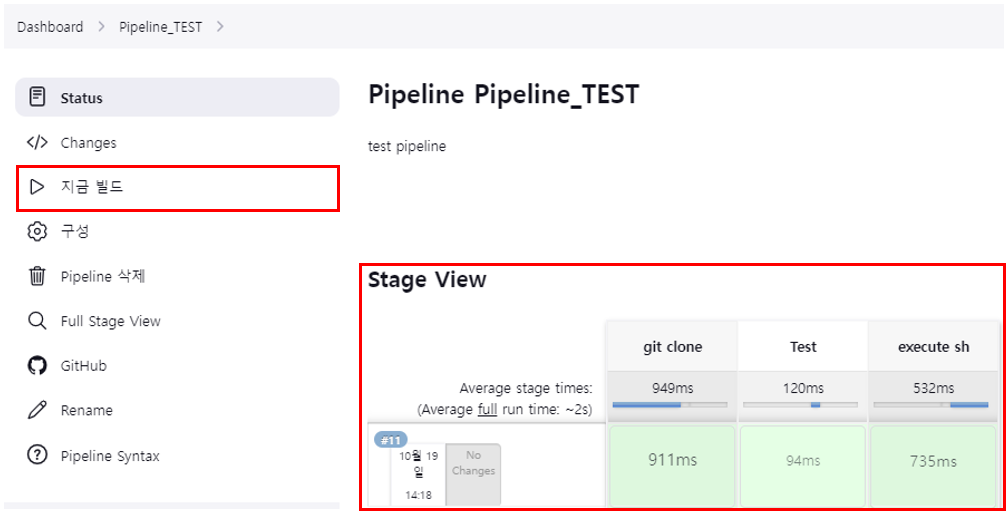 Dashboard > Pipeline_TEST >
Status
Changes
지금 빌드
구성
Pipeline 삭제
Full Stage View
GitHub
Rename
Pipeline Syntax
Pipeline Pipeline_TEST
test pipeline
Stage View
git clone Test execute sh
Average stage times: 949ms 120ms 532ms
(Average full run time: ~2s)
#11
10월 19
일
14:18
No
Changes
911ms 94ms 735ms